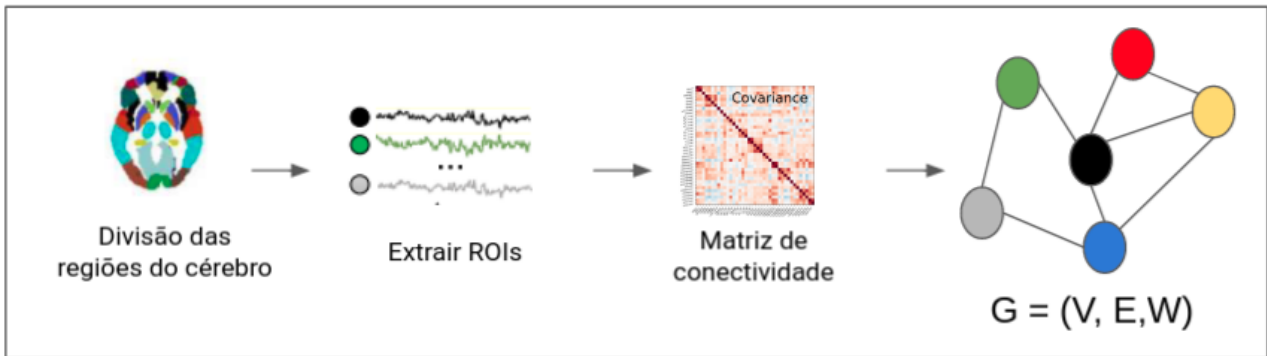 Divisão das
regiões do cérebro
...
Extrair ROIs
Covariance
Matriz de
conectividade
G = (V, E,W)